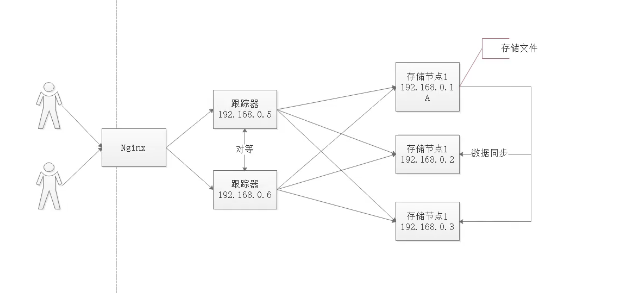 存储文件
存储节点1
192.168.0.1
A
跟踪器
192.168.0.5
Nginx
对等
存储节点1
192.168.0.2
数据同步
跟踪器
192.168.0.6
存储节点1
192.168.0.3